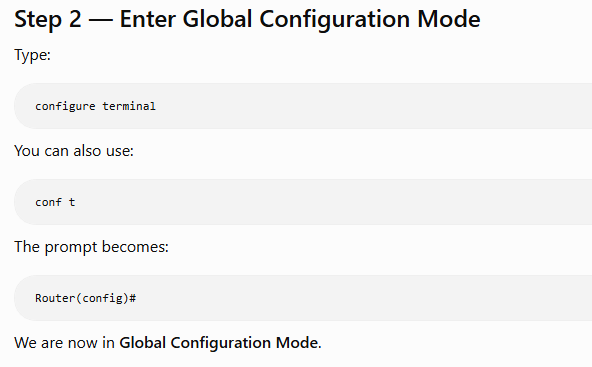 Step 2 — Enter Global Configuration Mode
Type:
configure terminal
You can also use:
conf t
The prompt becomes:
Router(config)#
We are now in Global Configuration Mode.